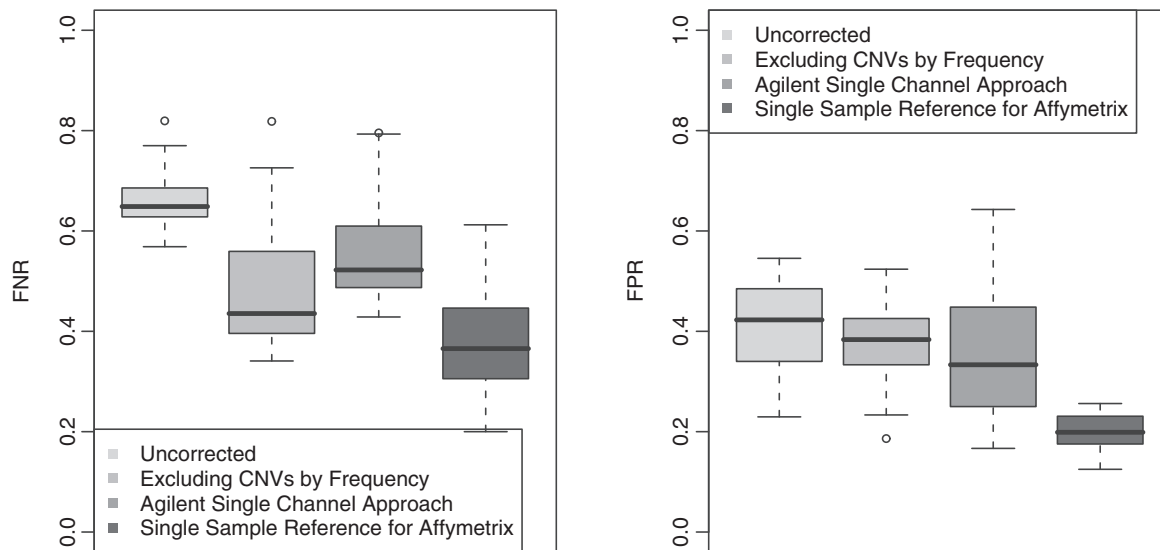 FNR
1.0
0.8
0.6
0.4
0.2
0.0
Uncorrected
Excluding CNVs by Frequency
Agilent Single Channel Approach
Single Sample Reference for Affymetrix
FPR
1.0
0.8
0.6
0.4
0.2
0.0
Uncorrected
Excluding CNVs by Frequency
Agilent Single Channel Approach
Single Sample Reference for Affymetrix